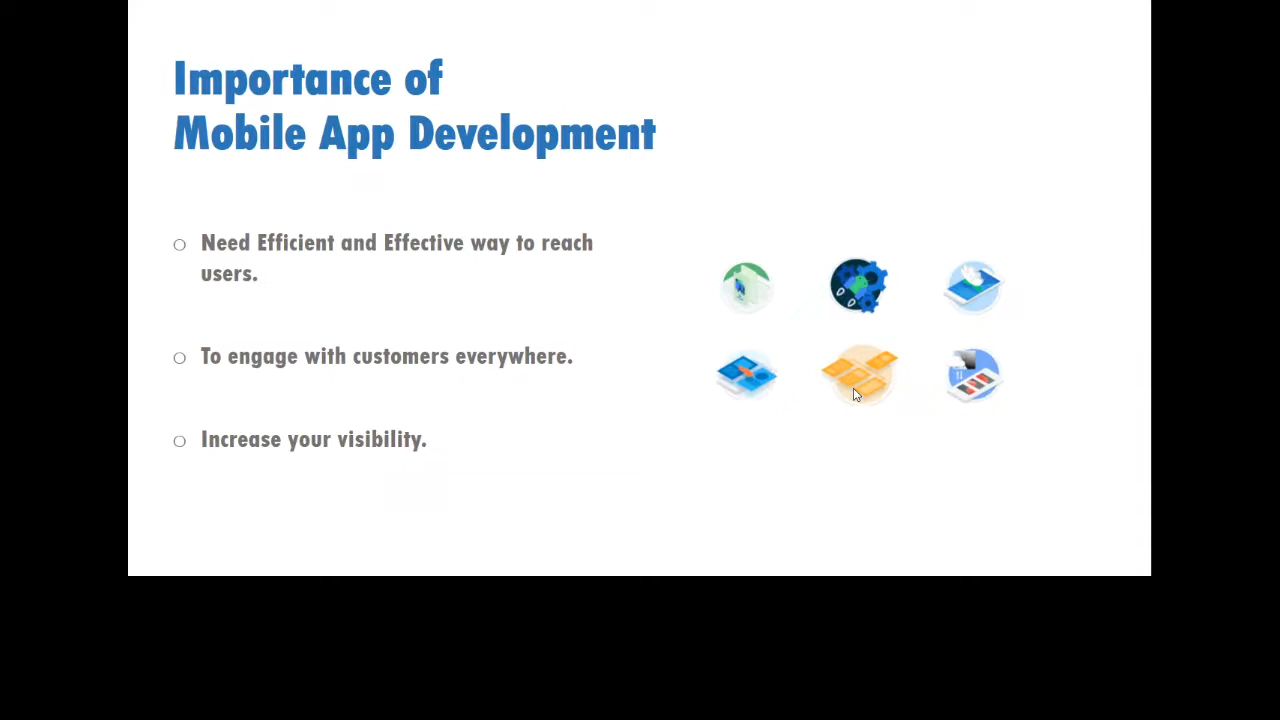 Importance of
Mobile App Development
Need Efficient and Effective way to reach
users.
To engage with customers everywhere.
Increase your visibility.